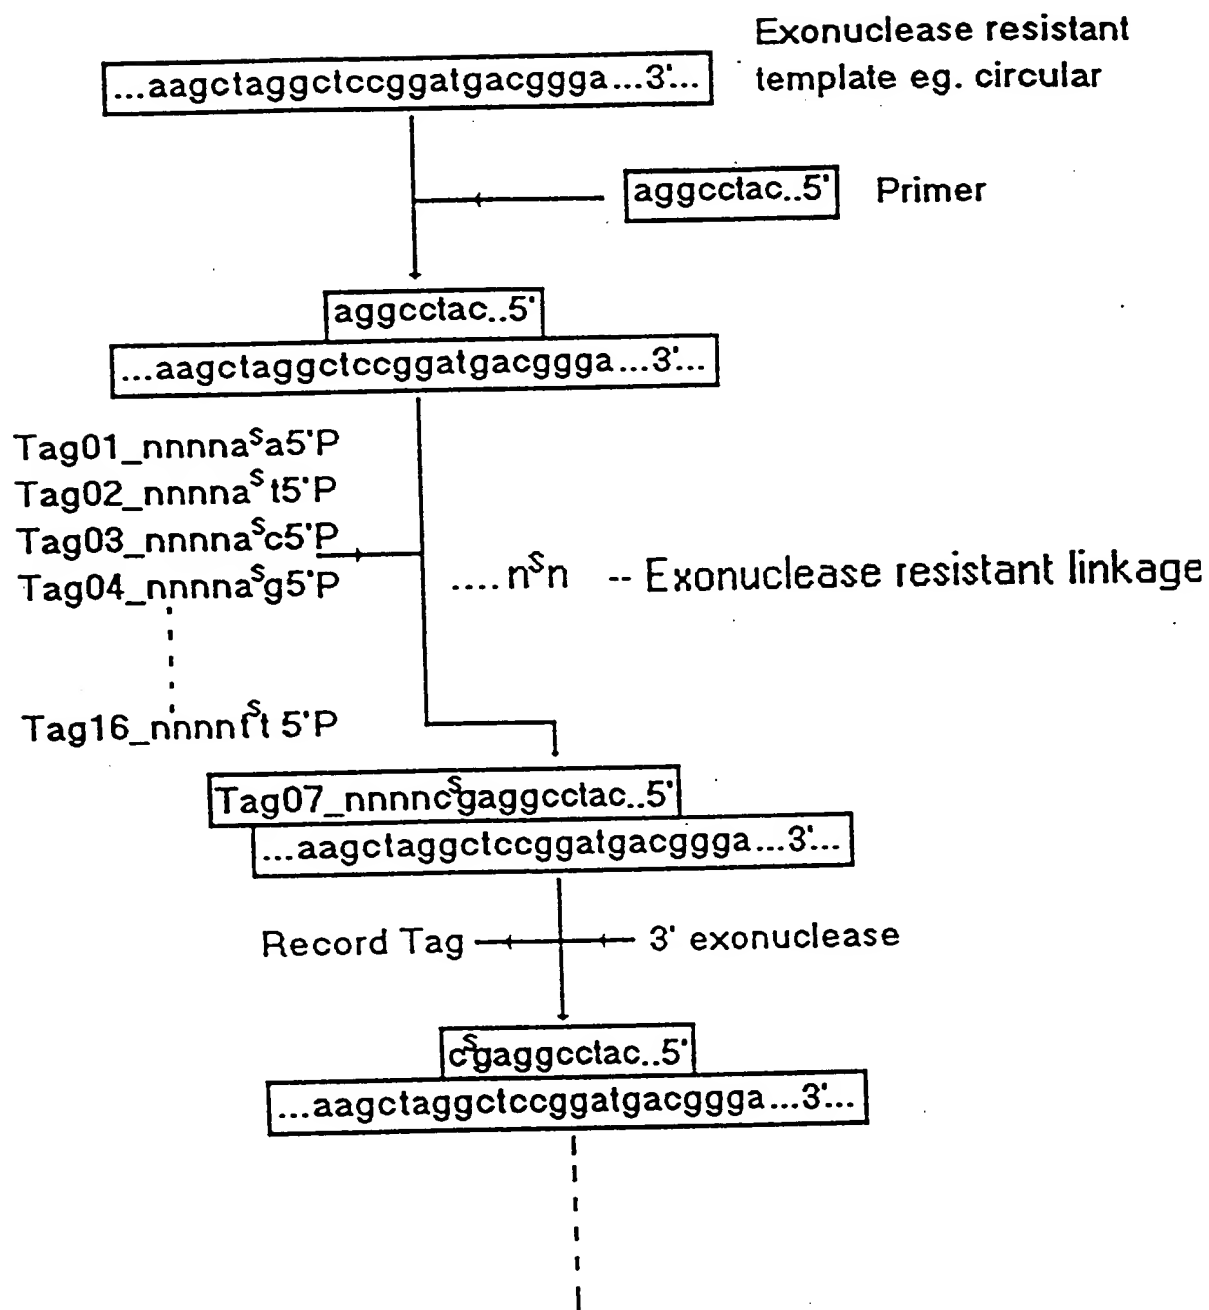 Exonuclease resistant
template eg. circular
...aagctaggctccggatgacggga...3'...
aggcctac..5'
Primer
aggcctac..5'
...aagctaggctccggatgacggga...3'...
Tag01_nnnnaˢa5'P
Tag02_nnnnaˢt5'P
Tag03_nnnnaˢc5'P
Tag04_nnnnaˢg5'P
....nˢn -- Exonuclease resistant linkage
Tag16_nnnntˢt 5'P
Tag07_nnnncˢgaggcctac..5'
...aagctaggctccggatgacggga...3'...
Record Tag
3' exonuclease
cˢgaggcctac..5'
...aagctaggctccggatgacggga...3'...